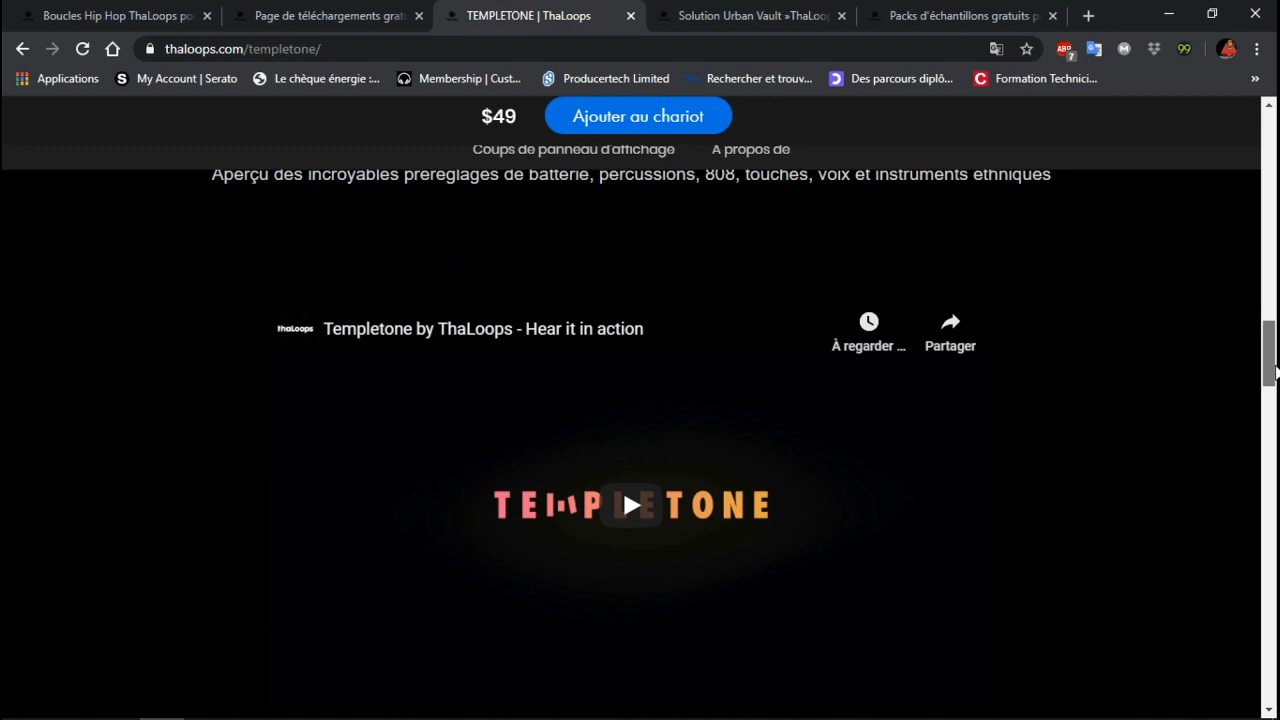 Boucles Hip Hop ThaLoops po
Page de téléchargements grat
TEMPLETONE | ThaLoops
Solution Urban Vault »ThaLoo
Packs d'échantillons gratuits p
thaloops.com/templetone/
ABP
7
M
99
Applications
S My Account | Serato
Le chèque énergie :...
Membership | Cust...
Producertech Limited
Rechercher et trouv...
Des parcours diplô...
C Formation Technici...
»
$49
Ajouter au chariot
Coups de panneau d'affichage
A propos de
Aperçu des incroyables préréglages de batterie, percussions, 808, touches, voix et instruments ethniques
thaLoops
Templetone by ThaLoops - Hear it in action
À regarder ...
Partager
TEMPLETONE